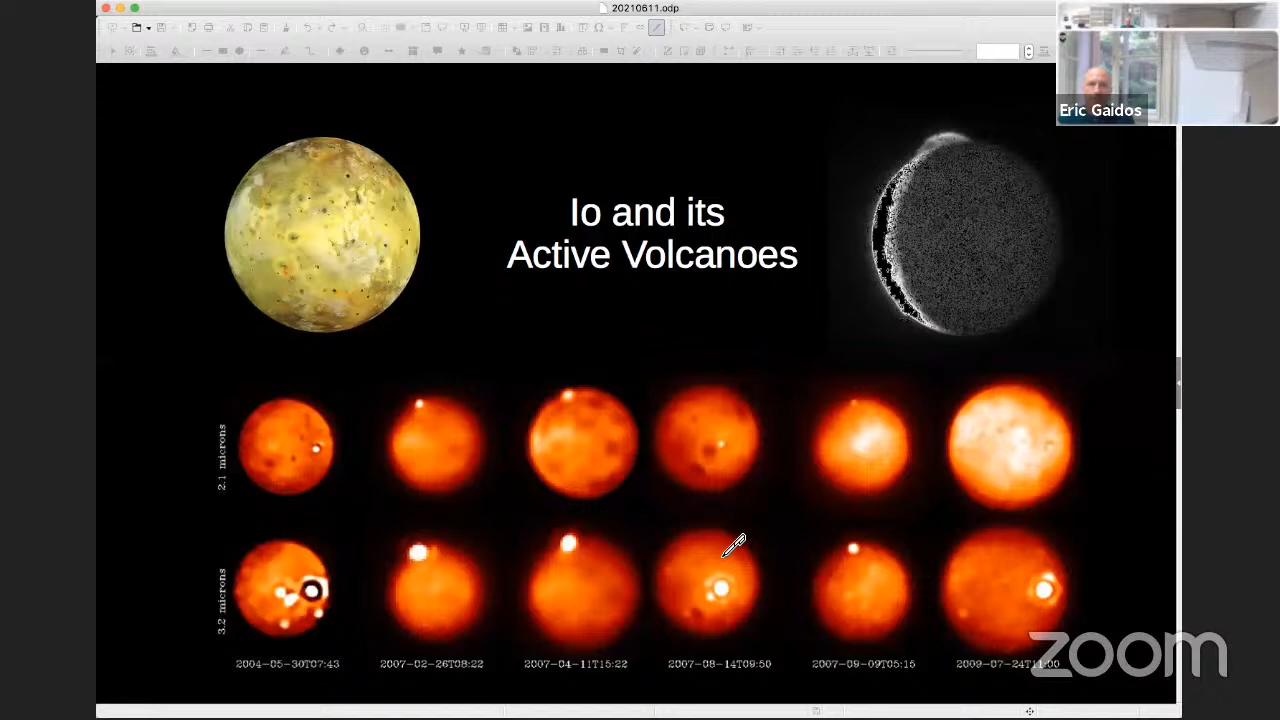 20210611.odp
Eric Gaidos
Io and its
Active Volcanoes
2.1 microns
3.2 microns
2004-05-30T07:43
2007-02-26T08:22
2007-04-11T15:22
2007-08-14T09:50
2007-09-09T05:15
2009-07-24T11:00
zoom